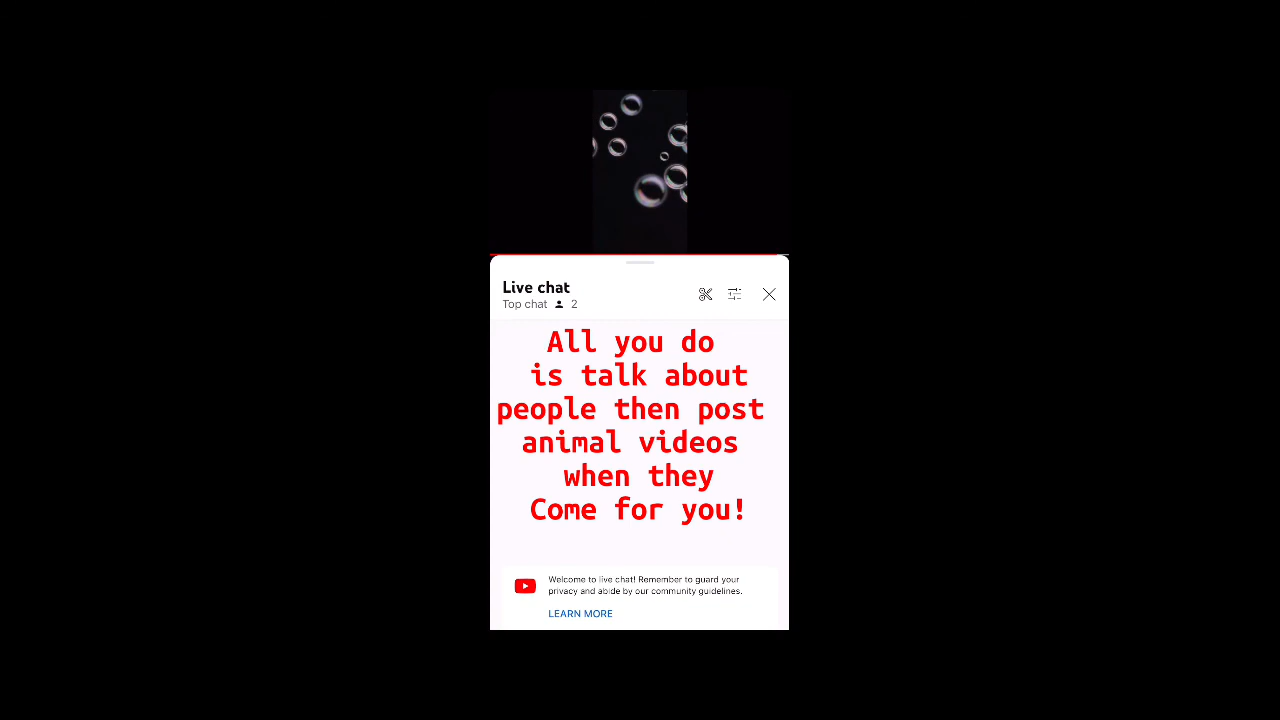 Live chat
Top chat 2
All you do
is talk about
people then post
animal videos
when they
Come for you!
Welcome to live chat! Remember to guard your
privacy and abide by our community guidelines.
LEARN MORE